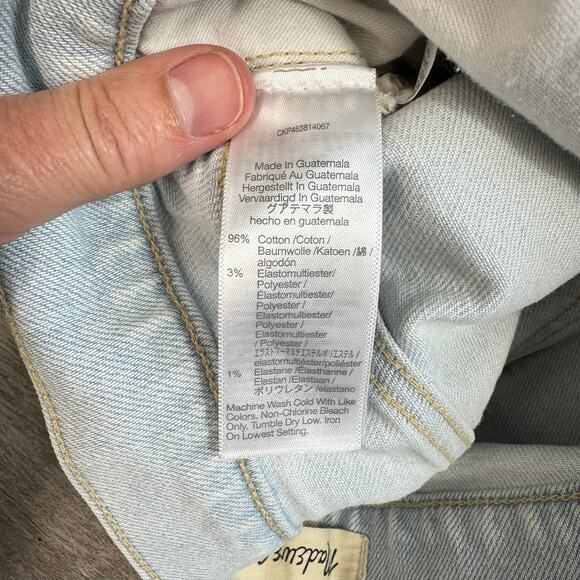 CKP463814067
Made In Guatemala
Fabriqué Au Guatemala
Hergestellt In Guatemala
Vervaardigd In Guatemala
グアテマラ製
hecho en guatemala
96% Cotton /Coton /
Baumwolle /Katoen /綿 /
algodón
3% Elastomultiester/
Polyester /
Élastomultiester/
Polyester /
Elastomultiester/
Polyester /
Elastomultiester
/ Polyester /
エラストマーマルチエステル/ポリエステル /
elastomultiéster/poliéster
1% Elastane /Elasthanne /
Elastan /Elastaan /
ポリウレタン /elastano
Machine Wash Cold With Like
Colors. Non-Chlorine Bleach
Only. Tumble Dry Low. Iron
On Lowest Setting.